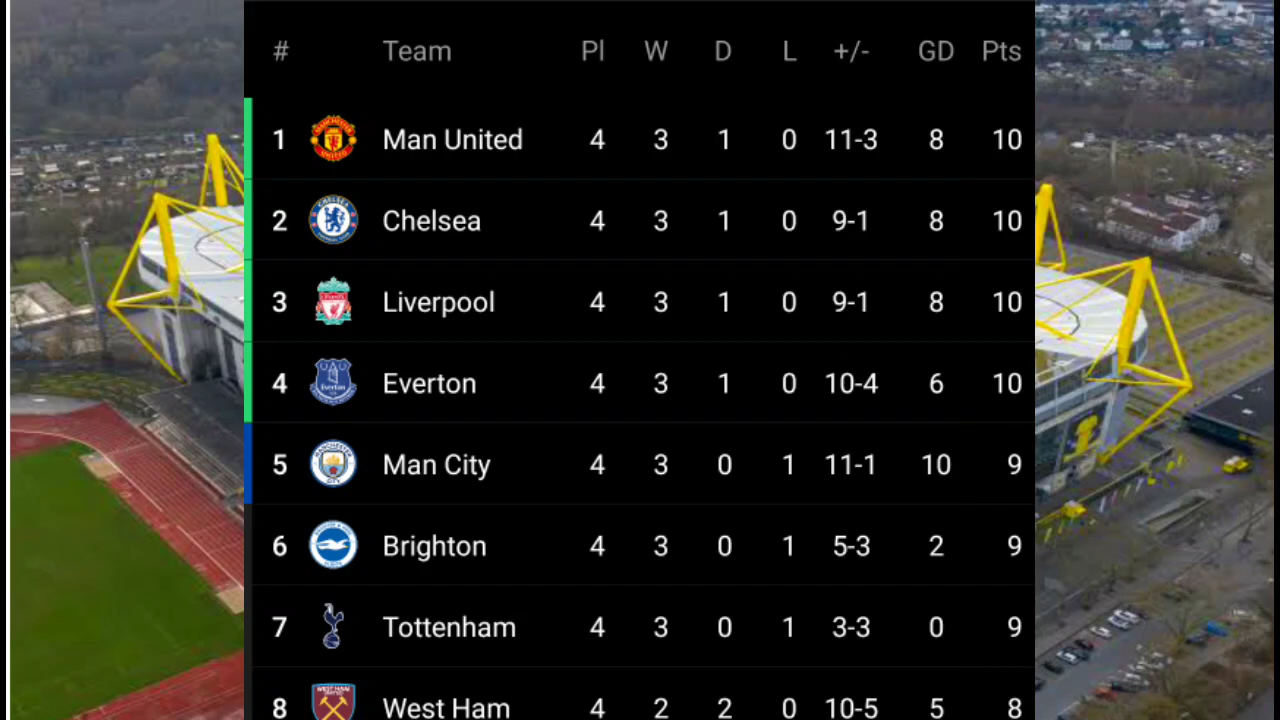 # Team Pl W D L +/- GD Pts
1 Man United 4 3 1 0 11-3 8 10
2 Chelsea 4 3 1 0 9-1 8 10
3 Liverpool 4 3 1 0 9-1 8 10
4 Everton 4 3 1 0 10-4 6 10
5 Man City 4 3 0 1 11-1 10 9
6 Brighton 4 3 0 1 5-3 2 9
7 Tottenham 4 3 0 1 3-3 0 9
8 West Ham 4 2 2 0 10-5 5 8